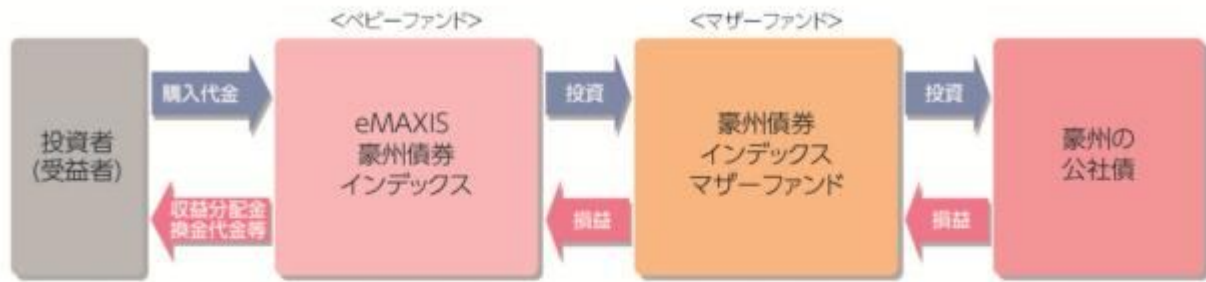 <ベビーファンド>
<マザーファンド>
投資者
(受益者)
購入代金
収益分配金
換金代金等
eMAXIS
豪州債券
インデックス
投資
損益
豪州債券
インデックス
マザーファンド
投資
損益
豪州の
公社債